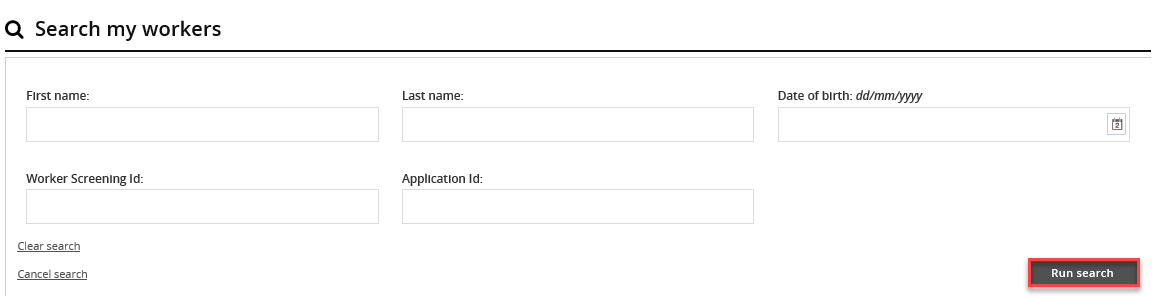 Search my workers
First name:
Last name:
Date of birth: dd/mm/yyyy
2
Worker Screening Id:
Application Id:
Clear search
Cancel search
Run search